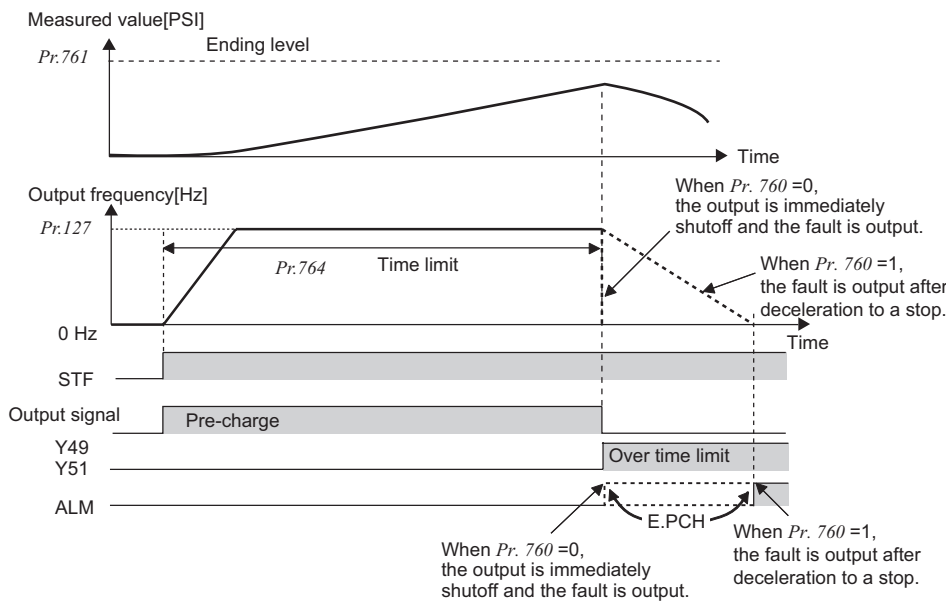 Measured value[PSI]
Pr.761
Ending level
Time
Output frequency[Hz]
Pr.127
Pr.764
Time limit
When Pr. 760 =0,
the output is immediately
shutoff and the fault is output.
When Pr. 760 =1,
the fault is output after
deceleration to a stop.
0 Hz
Time
STF
Output signal
Pre-charge
Y49
Y51
Over time limit
ALM
E.PCH
When Pr. 760 =0,
the output is immediately
shutoff and the fault is output.
When Pr. 760 =1,
the fault is output after
deceleration to a stop.